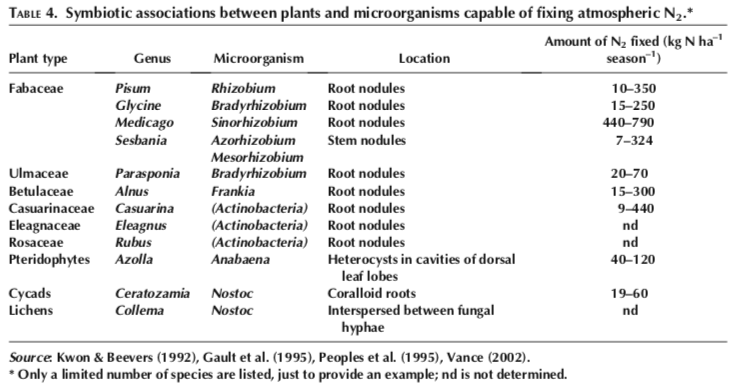 TABLE 4. Symbiotic associations between plants and microorganisms capable of fixing atmospheric N₂.*
Amount of N₂ fixed (kg N ha⁻¹
Plant type Genus Microorganism Location season⁻¹)
Fabaceae Pisum Rhizobium Root nodules 10–350
Glycine Bradyrhizobium Root nodules 15–250
Medicago Sinorhizobium Root nodules 440–790
Sesbania Azorhizobium Stem nodules 7–324
Mesorhizobium
Ulmaceae Parasponia Bradyrhizobium Root nodules 20–70
Betulaceae Alnus Frankia Root nodules 15–300
Casuarinaceae Casuarina (Actinobacteria) Root nodules 9–440
Eleagnaceae Eleagnus (Actinobacteria) Root nodules nd
Rosaceae Rubus (Actinobacteria) Root nodules nd
Pteridophytes Azolla Anabaena Heterocysts in cavities of dorsal 40–120
leaf lobes
Cycads Ceratozamia Nostoc Coralloid roots 19–60
Lichens Collema Nostoc Interspersed between fungal nd
hyphae
Source: Kwon & Beevers (1992), Gault et al. (1995), Peoples et al. (1995), Vance (2002).
* Only a limited number of species are listed, just to provide an example; nd is not determined.